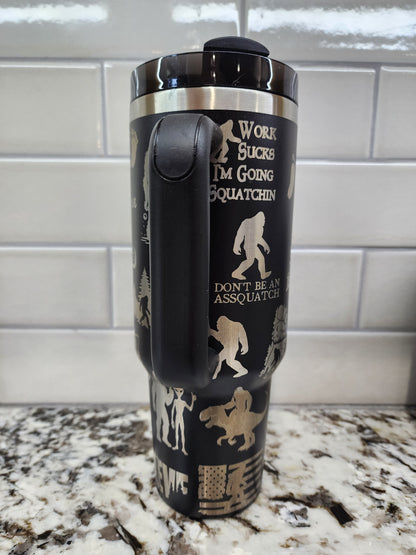 WORK
SUCKS
I'M GOING
SQUATCHIN
DON'T BE AN
ASSQUATCH